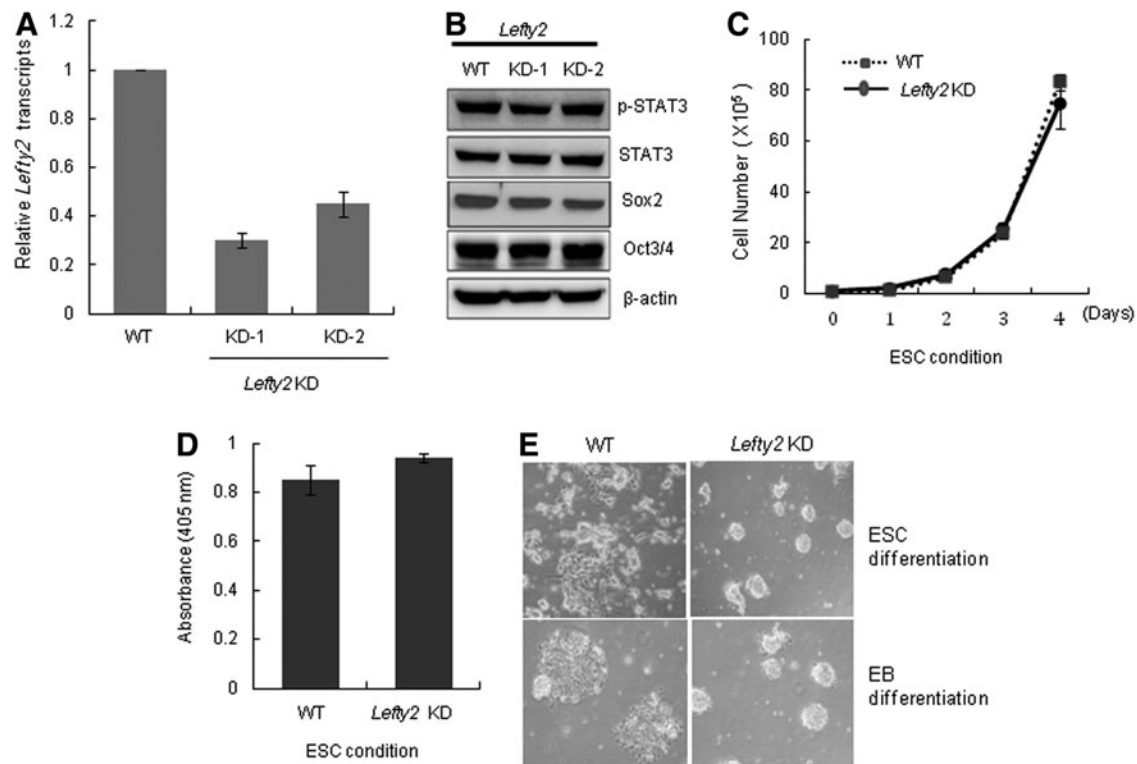 A
Relative Lefty2 transcripts
1.2
1
0.8
0.6
0.4
0.2
0
WT
KD-1
KD-2
Lefty2 KD
B
Lefty2
WT KD-1 KD-2
p-STAT3
STAT3
Sox2
Oct3/4
β-actin
C
Cell Number (X10⁵)
100
80
60
40
20
0
WT
Lefty2 KD
0 1 2 3 4 (Days)
ESC condition
D
Absorbance (405 nm)
1
0.8
0.6
0.4
0.2
0
WT
Lefty2 KD
ESC condition
E
WT
Lefty2 KD
ESC
differentiation
EB
differentiation